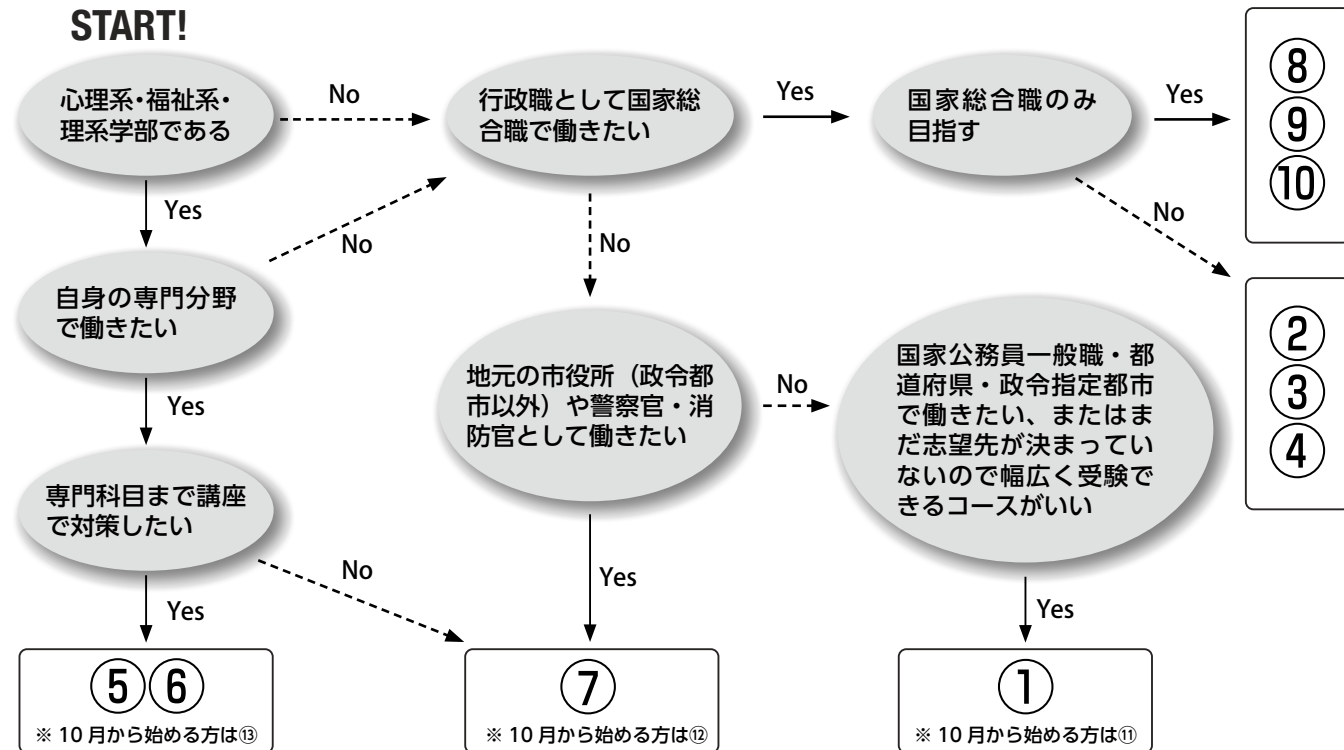 START!
心理系・福祉系・
理系学部である
No
行政職として国家総
合職で働きたい
Yes
国家総合職のみ
目指す
Yes
⑧
⑨
⑩
Yes
No
No
No
自身の専門分野
で働きたい
②
③
④
地元の市役所（政令都
市以外）や警察官・消
防官として働きたい
No
国家公務員一般職・都
道府県・政令指定都市
で働きたい、またはま
だ志望先が決まってい
ないので幅広く受験で
きるコースがいい
Yes
専門科目まで講座
で対策したい
No
Yes
Yes
Yes
⑤⑥
※ 10 月から始める方は⑬
⑦
※ 10 月から始める方は⑫
①
※ 10 月から始める方は⑪